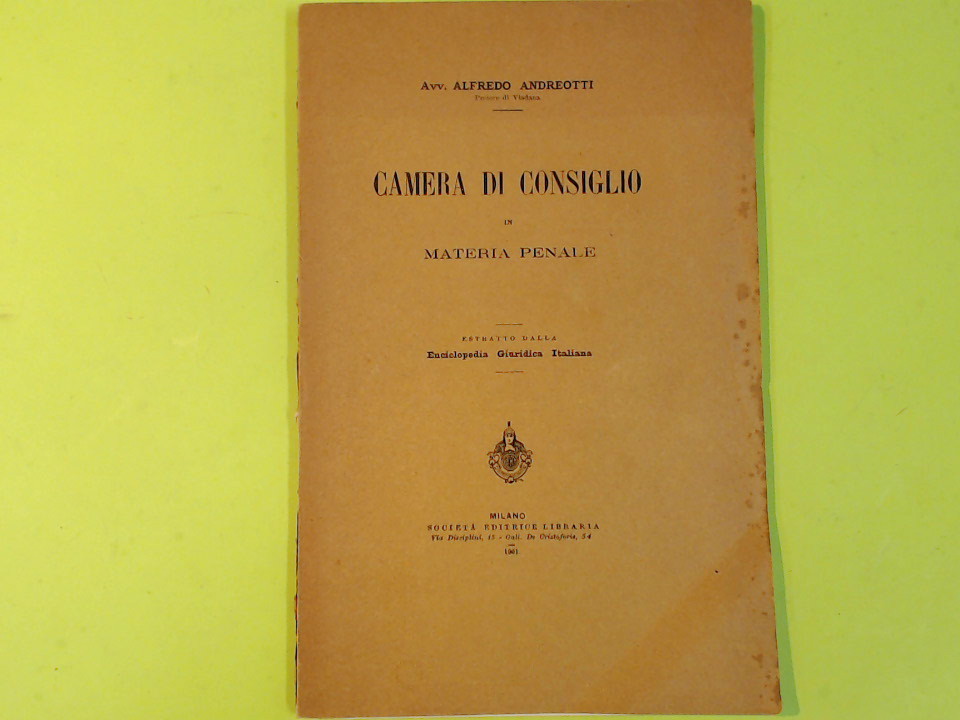 Avv. ALFREDO ANDREOTTI
Pretore di Viadana
CAMERA DI CONSIGLIO
IN
MATERIA PENALE
ESTRATTO DALLA
Enciclopedia Giuridica Italiana
MILANO
SOCIETÀ EDITRICE LIBRARIA
Via Disciplini, 15 - Gall. De Cristoforis, 54
1901